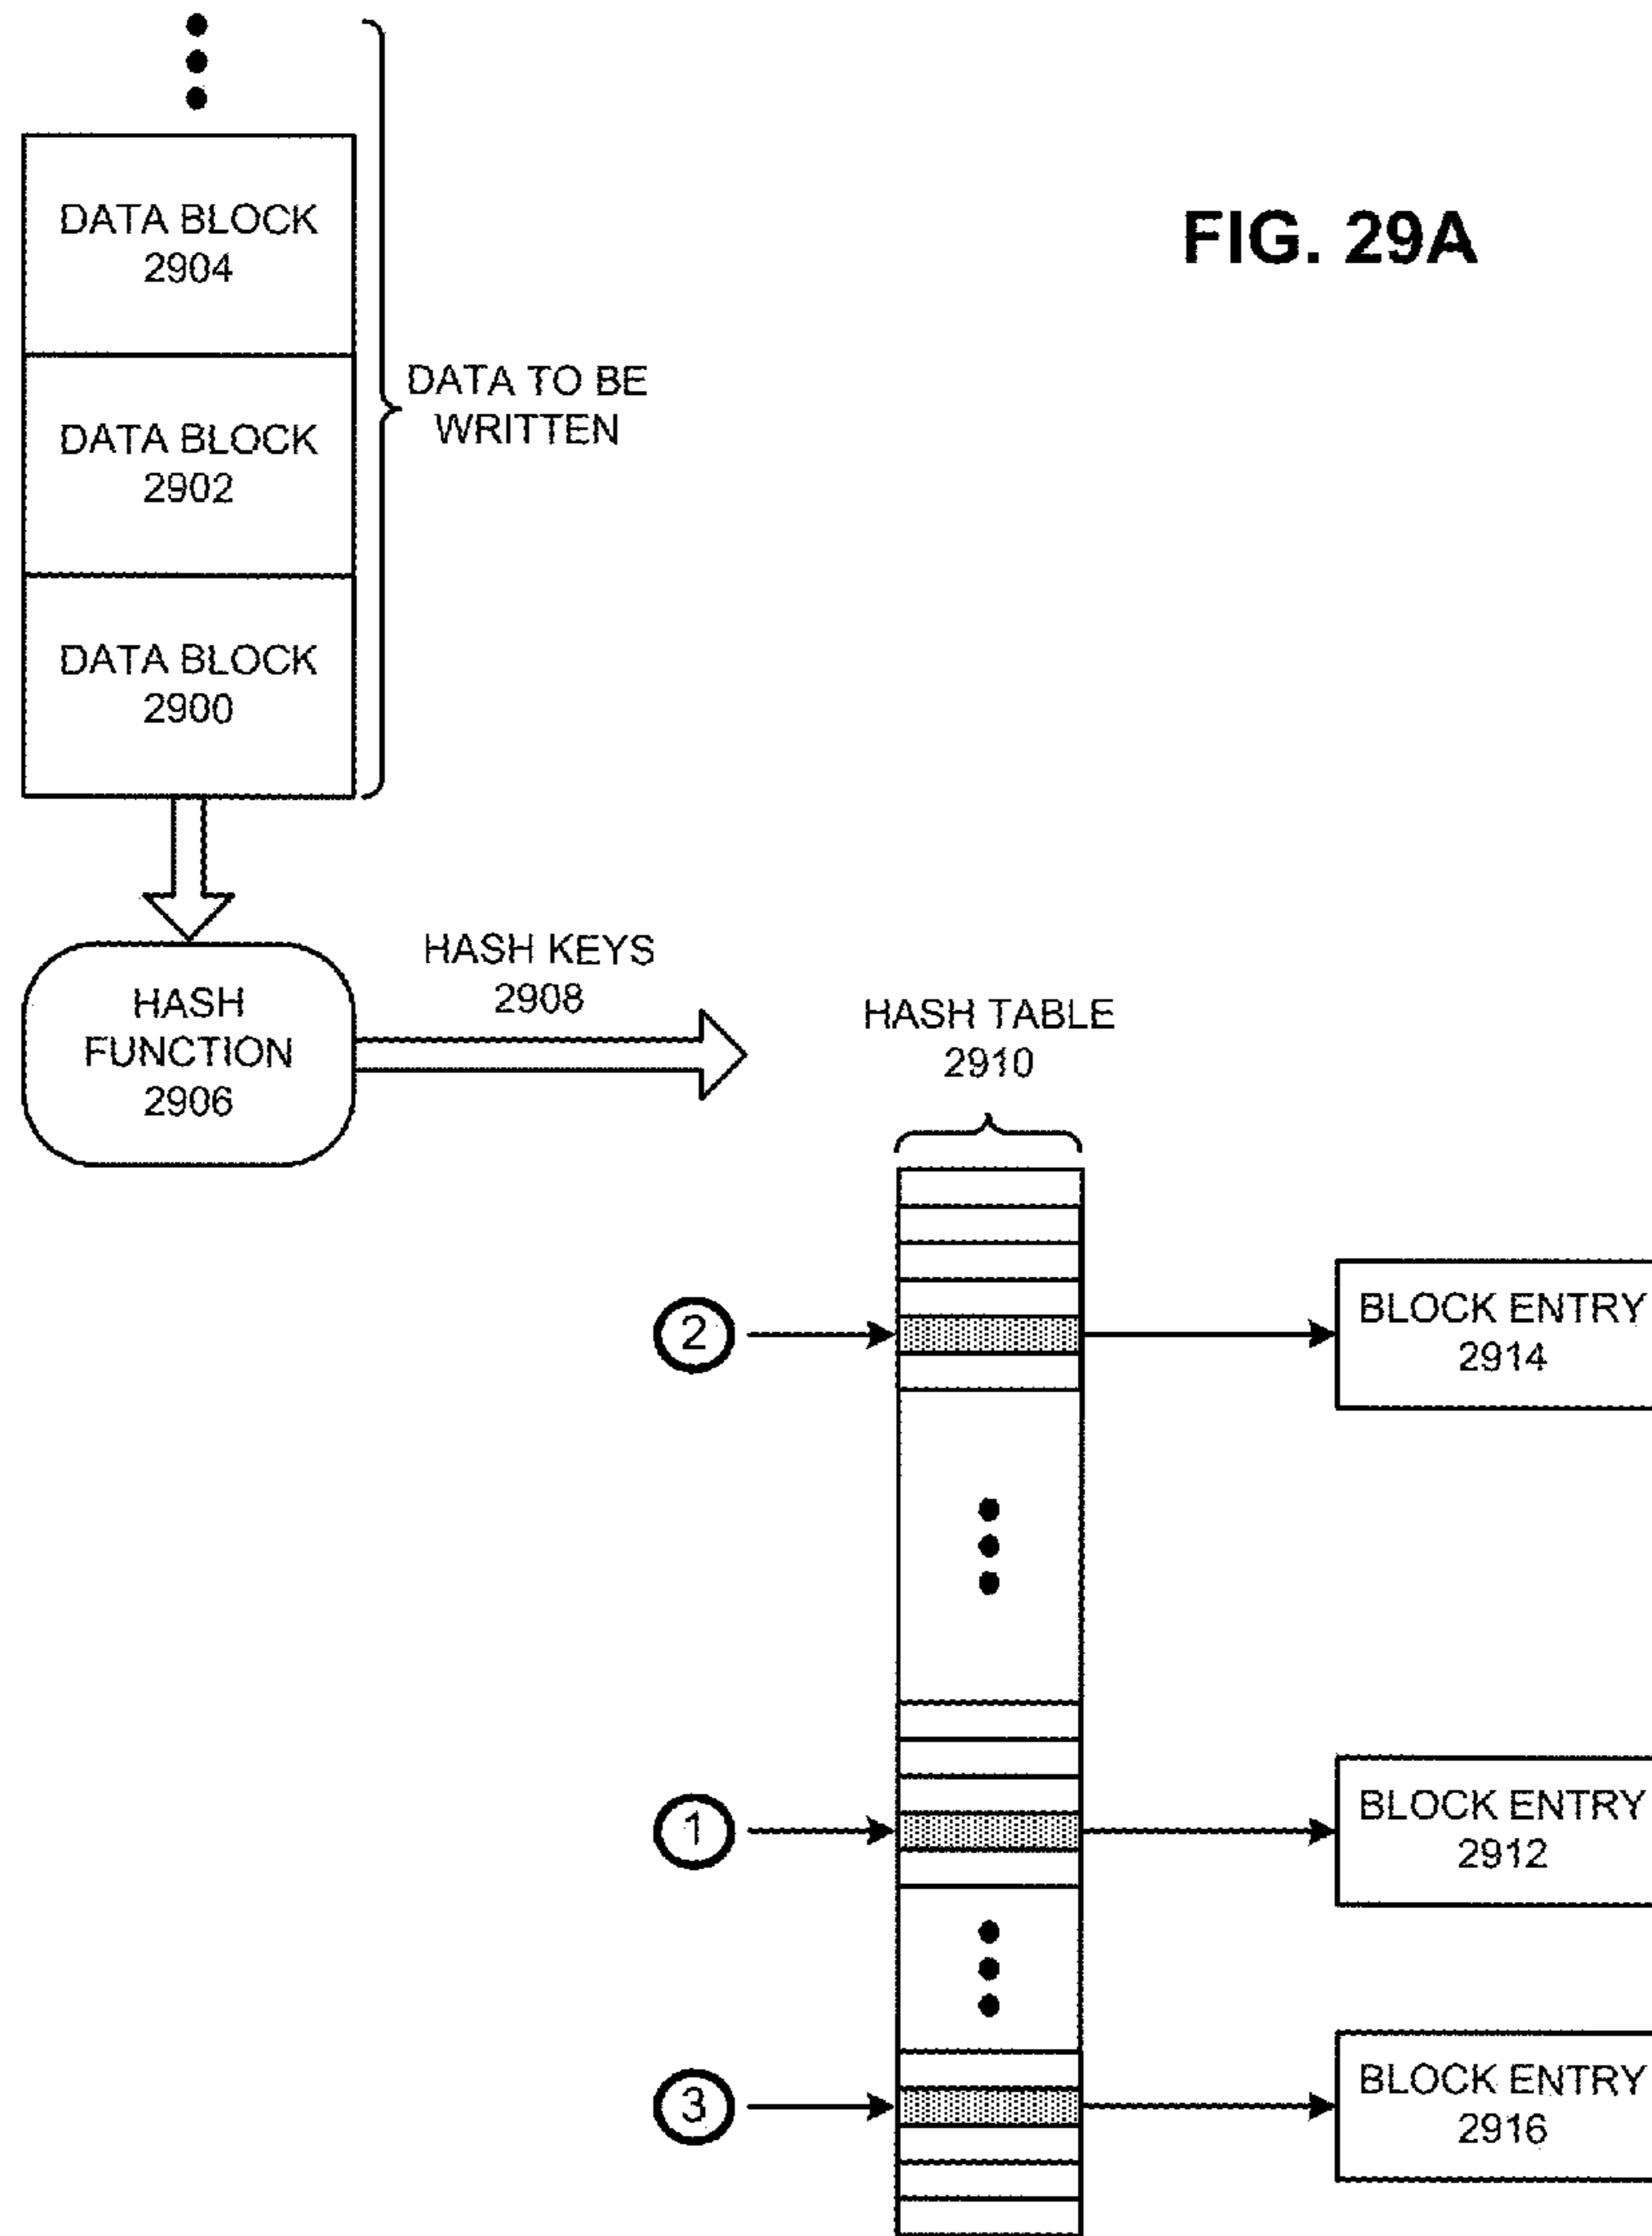 FIG. 29A
DATA BLOCK
2904
DATA BLOCK
2902
DATA TO BE
WRITTEN
DATA BLOCK
2900
HASH
FUNCTION
2906
HASH KEYS
2908
HASH TABLE
2910
2
BLOCK ENTRY
2914
1
BLOCK ENTRY
2912
3
BLOCK ENTRY
2916